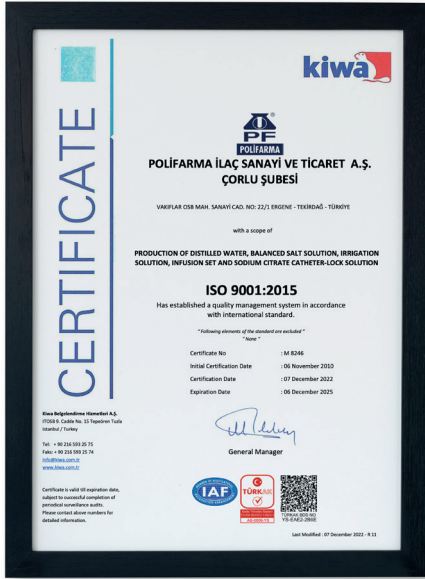 kiwa
CERTIFICATE
PF
POLİFARMA
POLİFARMA İLAÇ SANAYİ VE TİCARET A.Ş.
ÇORLU ŞUBESİ
VAKIFLAR OSB MAH. SANAYİ CAD. NO: 22/1 ERGENE - TEKİRDAĞ - TÜRKİYE
with a scope of
PRODUCTION OF DISTILLED WATER, BALANCED SALT SOLUTION, IRRIGATION
SOLUTION, INFUSION SET AND SODIUM CITRATE CATHETER-LOCK SOLUTION
ISO 9001:2015
Has established a quality management system in accordance
with international standard.
"Following elements of the standard are excluded"
"None"
Certificate No : M 8246
Initial Certification Date : 06 November 2010
Certification Date : 07 December 2022
Expiration Date : 06 December 2025
General Manager
Kiwa Belgelendirme Hizmetleri A.Ş.
ITOSB 9. Cadde No. 15 Tepeören Tuzla
Istanbul / Turkey
Tel: + 90 216 593 25 75
Faks: + 90 216 593 25 74
info@kiwa.com.tr
www.kiwa.com.tr
Certificate is valid till expiration date,
subject to successful completion of
periodical surveillance audits.
Please contact above numbers for
detailed information.
IAF
TÜRKAK
TÜRKAK BDS NO
Last Modified : 07 December 2022 - R 11